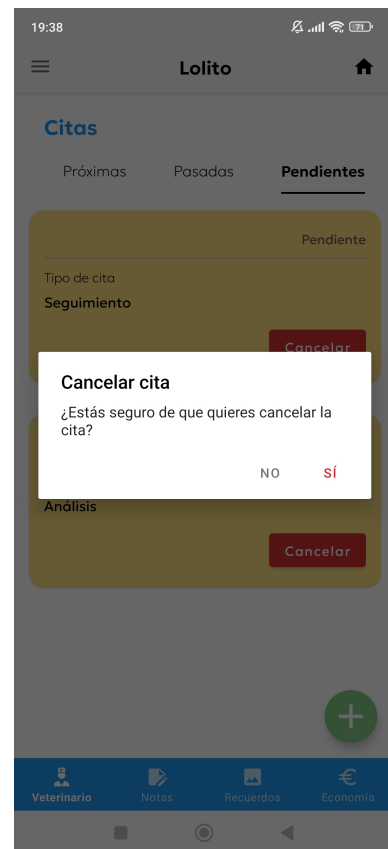 19:38
71
Lolito
Citas
Próximas Pasadas Pendientes
Pendiente
Tipo de cita
Seguimiento
Cancelar
Cancelar cita
¿Estás seguro de que quieres cancelar la
cita?
NO SÍ
Análisis
Cancelar
Veterinario Notas Recuerdos Economía